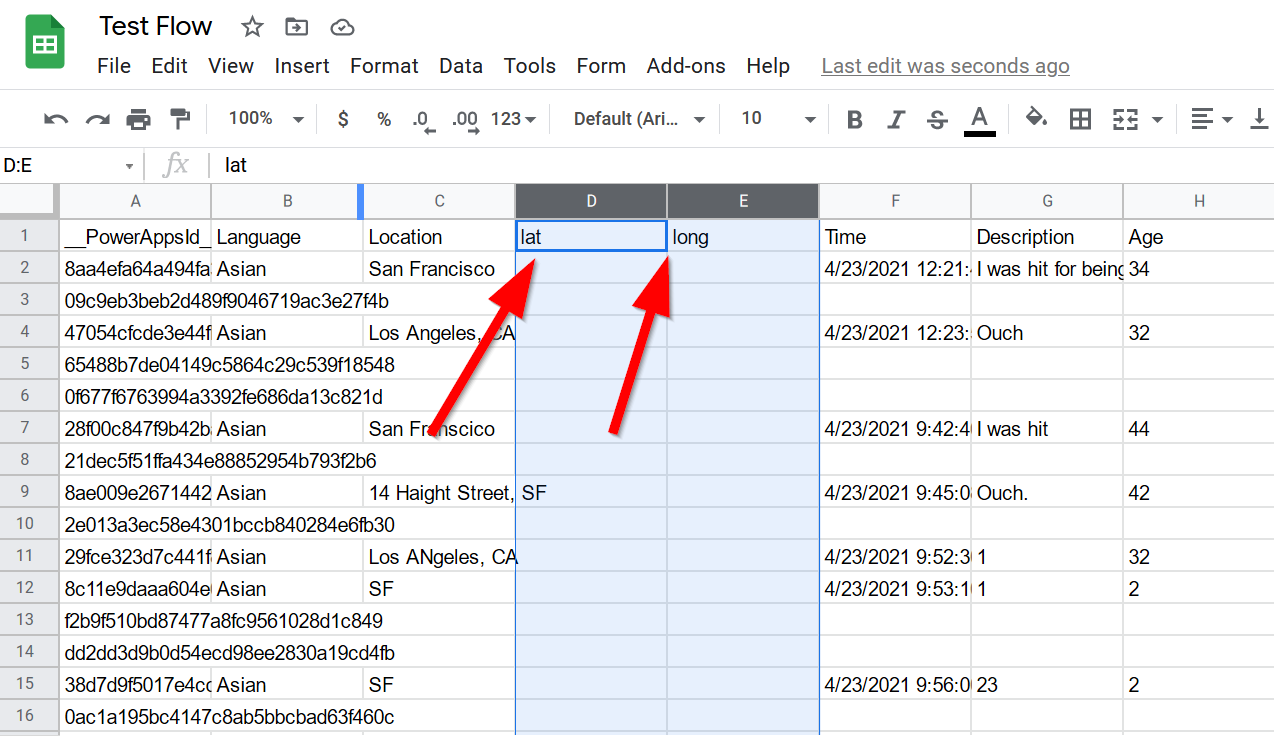 Test Flow
File Edit View Insert Format Data Tools Form Add-ons Help Last edit was seconds ago
100% $ % .0 .00 123 Default (Ari... 10 B I S A
D:E fx lat
A B C D E F G H
1 __PowerAppsId_ Language Location lat long Time Description Age
2 8aa4efa64a494fa Asian San Francisco 4/23/2021 12:21: I was hit for being 34
3 09c9eb3beb2d489f9046719ac3e27f4b
4 47054cfcde3e44f Asian Los Angeles, CA 4/23/2021 12:23: Ouch 32
5 65488b7de04149c5864c29c539f18548
6 0f677f6763994a3392fe686da13c821d
7 28f00c847f9b42b Asian San Franscico 4/23/2021 9:42:4 I was hit 44
8 21dec5f51ffa434e88852954b793f2b6
9 8ae009e2671442 Asian 14 Haight Street, SF 4/23/2021 9:45:0 Ouch. 42
10 2e013a3ec58e4301bccb840284e6fb30
11 29fce323d7c441f Asian Los ANgeles, CA 4/23/2021 9:52:3 1 32
12 8c11e9daaa604e Asian SF 4/23/2021 9:53:1 1 2
13 f2b9f510bd87477a8fc9561028d1c849
14 dd2dd3d9b0d54ecd98ee2830a19cd4fb
15 38d7d9f5017e4cc Asian SF 4/23/2021 9:56:0 23 2
16 0ac1a195bc4147c8ab5bbcbad63f460c